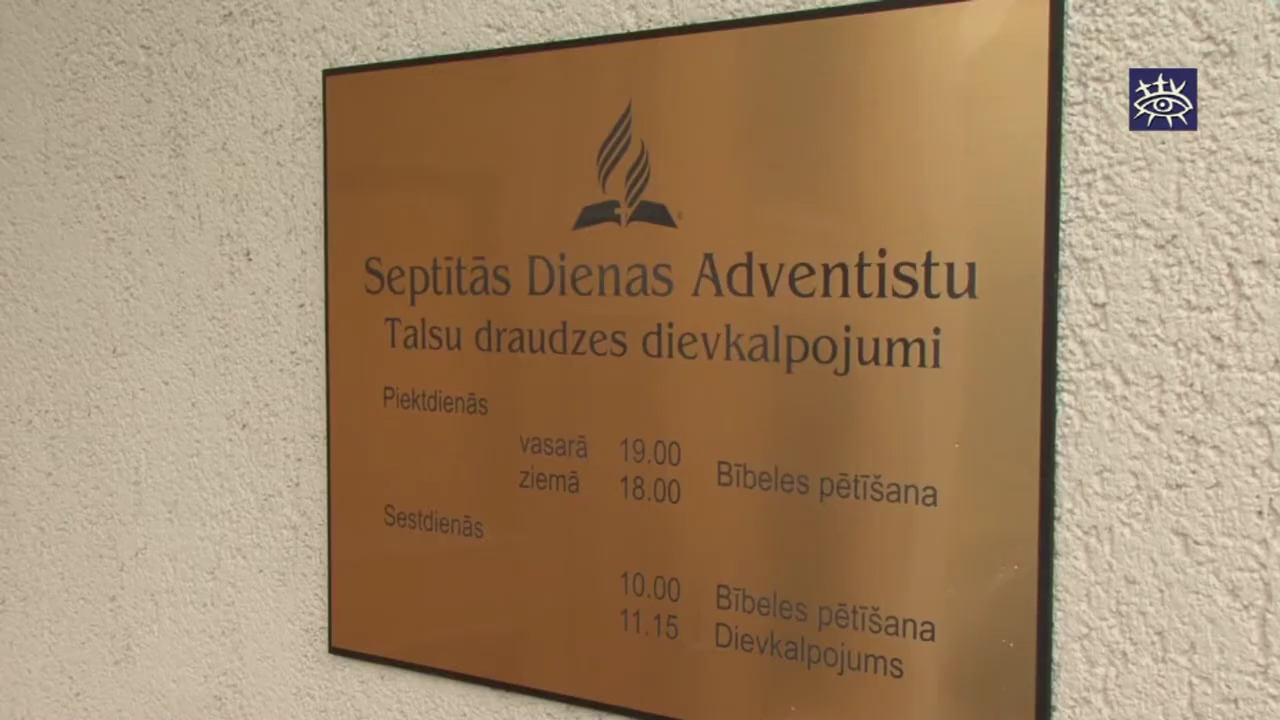 Septītās Dienas Adventistu
Talsu draudzes dievkalpojumi
Piektdienās
vasarā 19.00
ziemā 18.00
Bībeles pētīšana
Sestdienās
10.00 Bībeles pētīšana
11.15 Dievkalpojums